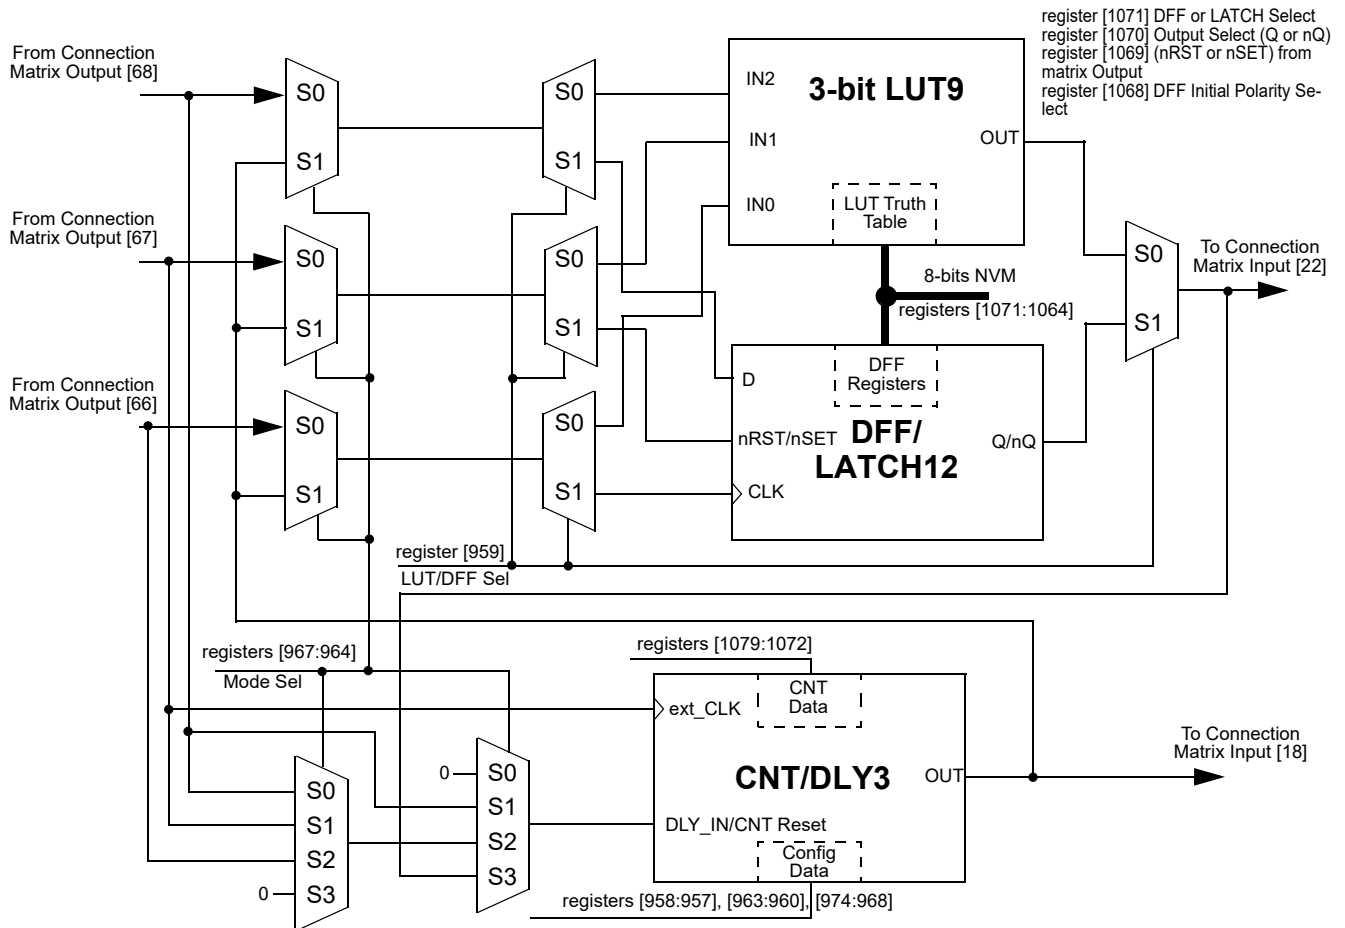 register [1071] DFF or LATCH Select
register [1070] Output Select (Q or nQ)
register [1069] (nRST or nSET) from
matrix Output
register [1068] DFF Initial Polarity Se-
lect
From Connection
Matrix Output [68]
S0
S1
S0
S1
IN2
IN1
IN0
3-bit LUT9
OUT
LUT Truth
Table
From Connection
Matrix Output [67]
S0
S1
S0
S1
8-bits NVM
registers [1071:1064]
S0
S1
To Connection
Matrix Input [22]
From Connection
Matrix Output [66]
S0
S1
S0
S1
D
nRST/nSET
CLK
DFF
Registers
DFF/
LATCH12
Q/nQ
register [959]
LUT/DFF Sel
registers [967:964]
Mode Sel
registers [1079:1072]
CNT
Data
ext_CLK
CNT/DLY3
OUT
To Connection
Matrix Input [18]
DLY_IN/CNT Reset
Config
Data
0
S0
S1
S2
S3
S0
S1
S2
0
S3
registers [958:957], [963:960], [974:968]